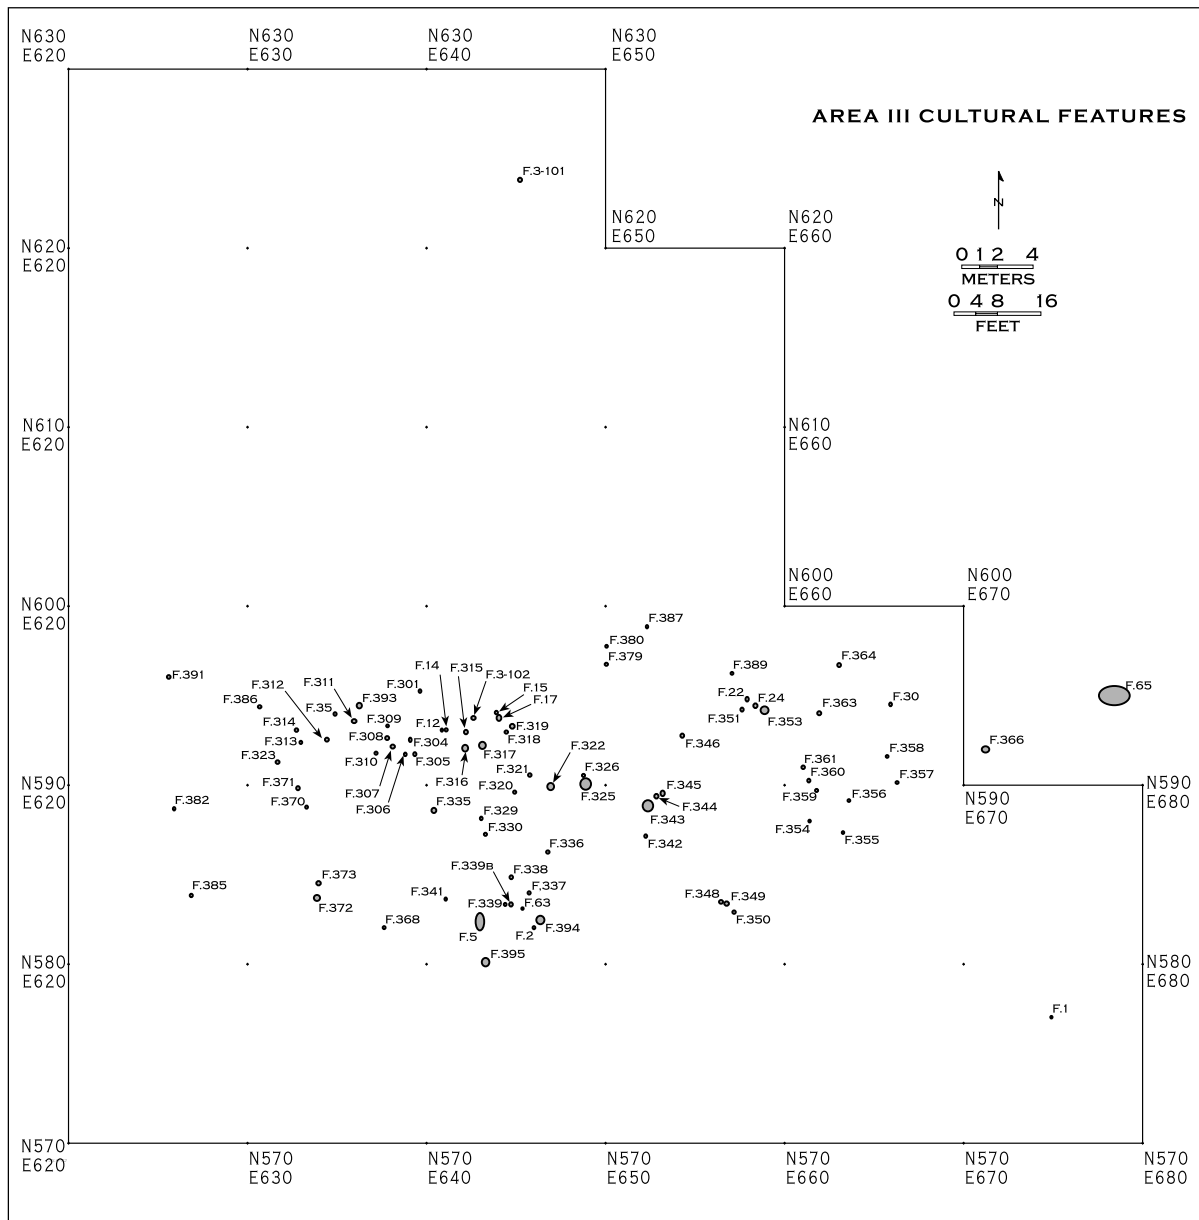 N630
E620
N630
E630
N630
E640
N630
E650
AREA III CULTURAL FEATURES
F.3-101
N
N620
E620
N620
E650
N620
E660
0 1 2 4
METERS
0 4 8 16
FEET
N610
E620
N610
E660
N600
E620
N600
E660
N600
E670
F.387
F.380
F.379
F.14
F.315
F.3-102
F.389
F.364
F.391
F.312
F.311
F.301
F.15
F.17
F.386
F.35
F.393
F.22
F.24
F.30
F.65
F.314
F.309
F.12
F.319
F.351
F.353
F.363
F.313
F.308
F.304
F.318
F.346
F.323
F.310
F.305
F.316
F.317
F.322
F.358
F.366
F.371
F.307
F.321
F.326
F.361
F.360
F.357
N590
E620
F.306
F.320
F.325
F.345
F.359
F.356
N590
E670
N590
E680
F.382
F.370
F.335
F.329
F.344
F.343
F.330
F.342
F.354
F.355
F.336
F.339B
F.338
F.385
F.373
F.341
F.337
F.348
F.349
F.372
F.339
F.63
F.350
F.368
F.5
F.2
F.394
F.395
N580
E620
N580
E680
F.1
N570
E620
N570
E630
N570
E640
N570
E650
N570
E660
N570
E670
N570
E680